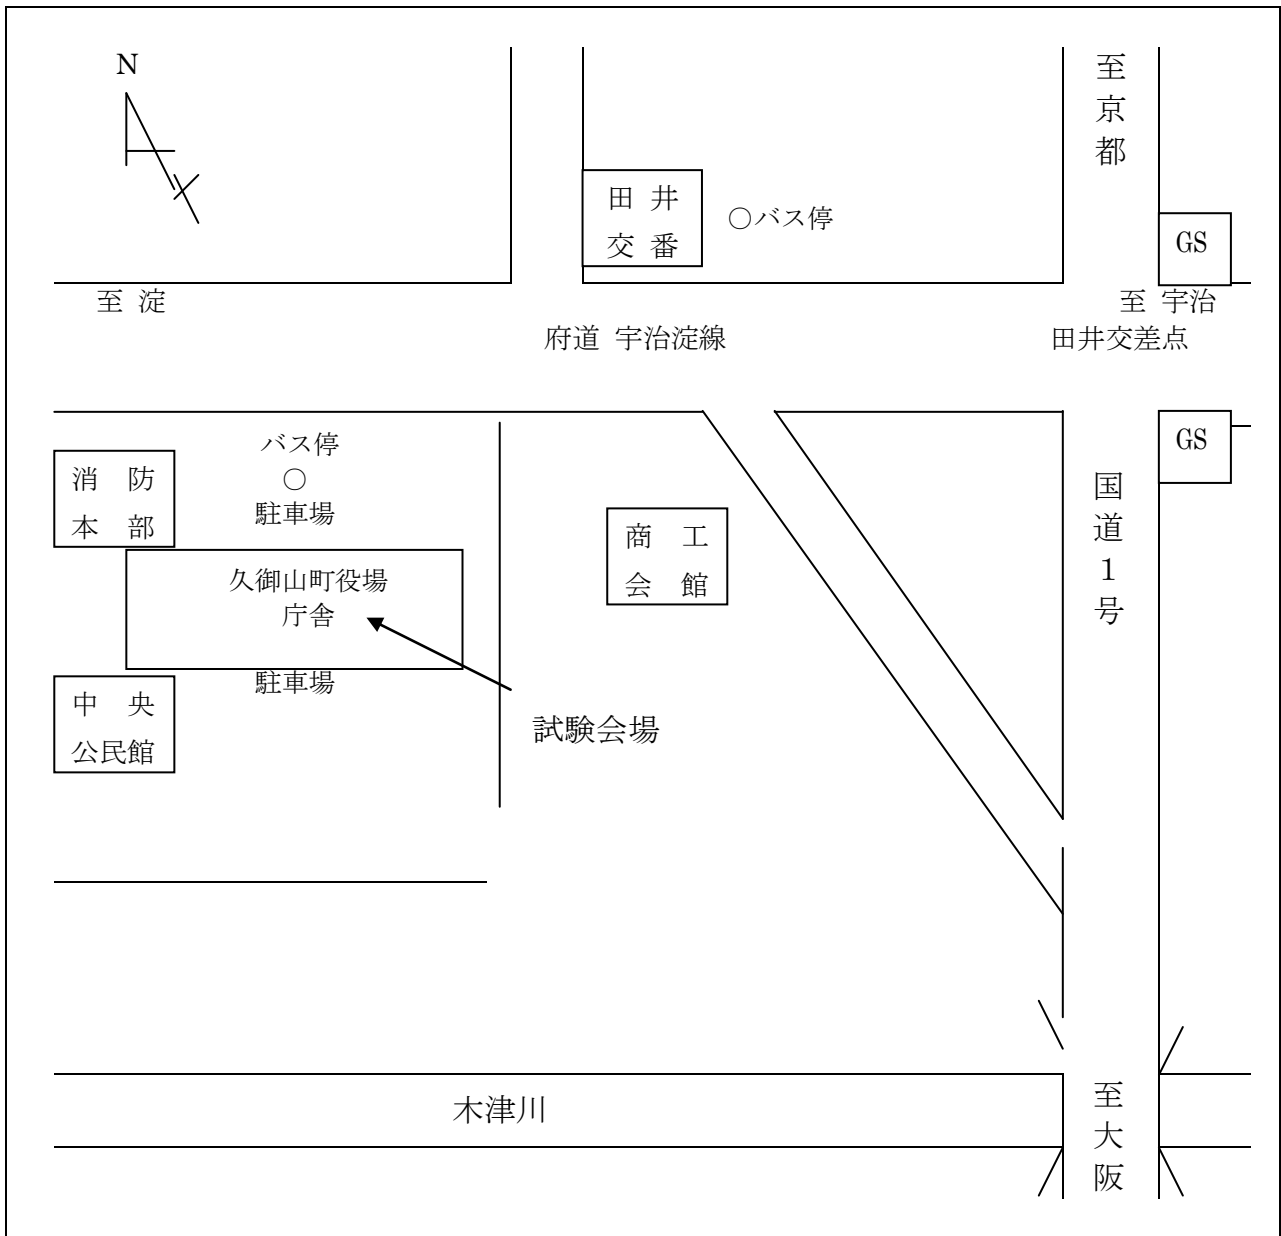 N
至京都
田 井
交 番
○バス停
GS
至 淀
至 宇治
府道 宇治淀線
田井交差点
バス停
○
駐車場
消 防
本 部
GS
国道1号
商 工
会 館
久御山町役場
庁舎
駐車場
中 央
公民館
試験会場
木津川
至大阪